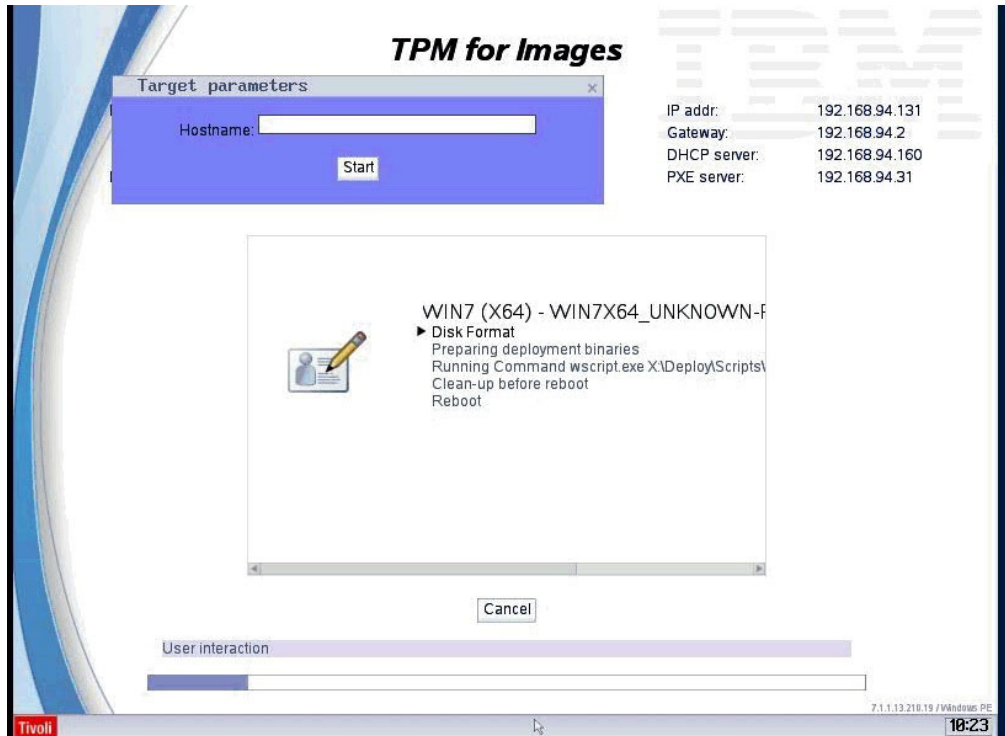 TPM for Images
IBM
Target parameters
Hostname:
Start
IP addr: 192.168.94.131
Gateway: 192.168.94.2
DHCP server: 192.168.94.160
PXE server: 192.168.94.31
WIN7 (X64) - WIN7X64_UNKNOWN-
Disk Format
Preparing deployment binaries
Running Command wscript.exe X:\Deploy\Scripts\
Clean-up before reboot
Reboot
Cancel
User interaction
7.1.1.13.210.19 / Windows PE
Tivoli
10:23